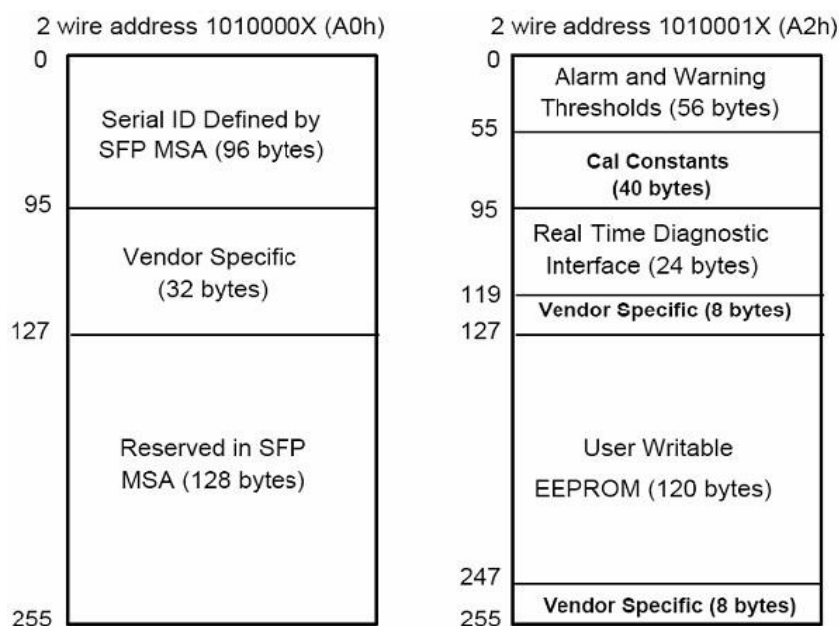 2 wire address 1010000X (A0h)
0
Serial ID Defined by
SFP MSA (96 bytes)
95
Vendor Specific
(32 bytes)
127
Reserved in SFP
MSA (128 bytes)
255
2 wire address 1010001X (A2h)
0
Alarm and Warning
Thresholds (56 bytes)
55
Cal Constants
(40 bytes)
95
Real Time Diagnostic
Interface (24 bytes)
119
Vendor Specific (8 bytes)
127
User Writable
EEPROM (120 bytes)
247
Vendor Specific (8 bytes)
255